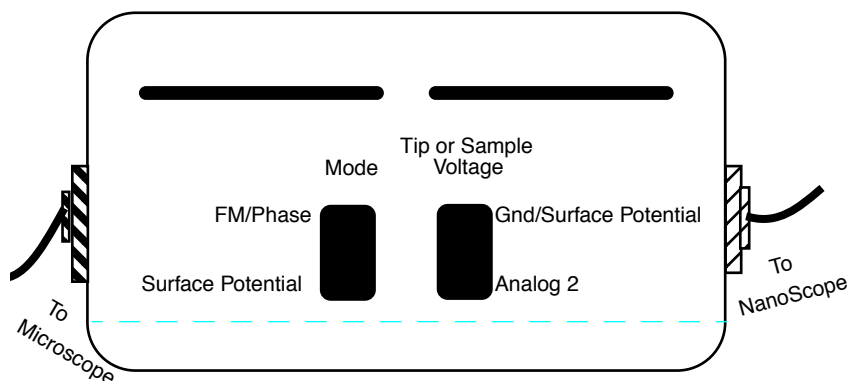 Tip or Sample
Voltage
Mode
FM/Phase
Gnd/Surface Potential
Surface Potential
Analog 2
To
Microscope
To
NanoScope